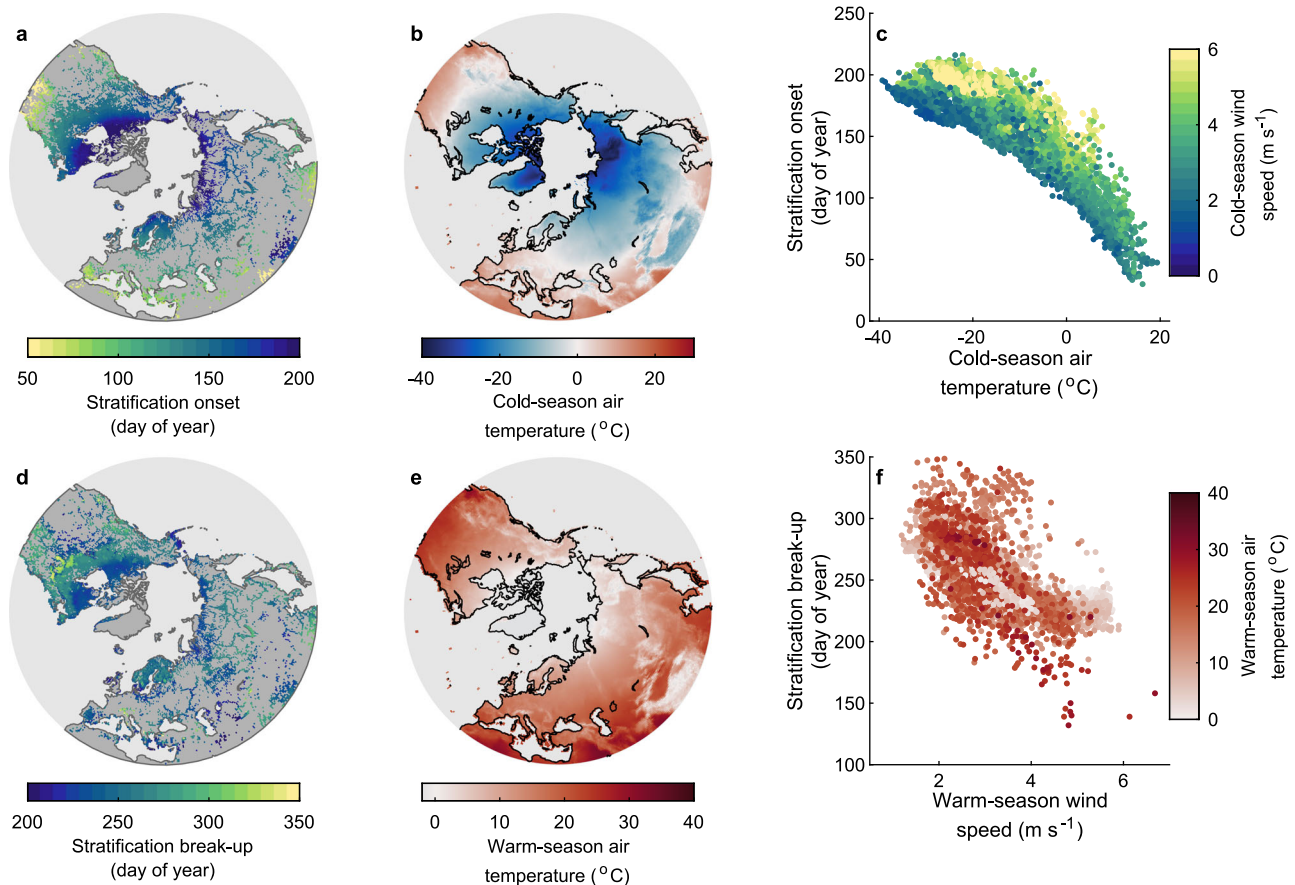 a
50 100 150 200
Stratification onset
(day of year)
b
-40 -20 0 20
Cold-season air
temperature (°C)
c
250
200
150
100
50
0
Stratification onset
(day of year)
-40 -20 0 20
Cold-season air
temperature (°C)
6
4
2
0
Cold-season wind
speed (m s⁻¹)
d
200 250 300 350
Stratification break-up
(day of year)
e
0 10 20 30 40
Warm-season air
temperature (°C)
f
350
300
250
200
150
100
Stratification break-up
(day of year)
2 4 6
Warm-season wind
speed (m s⁻¹)
40
30
20
10
0
Warm-season air
temperature (°C)